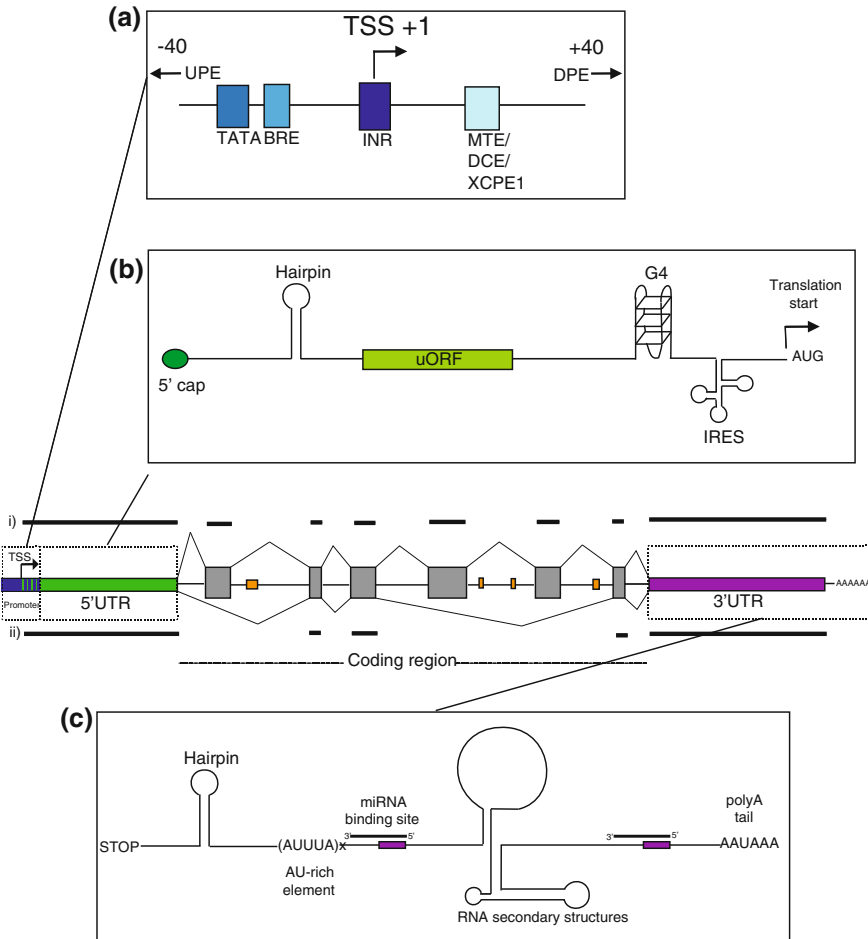 (a)
TSS +1
-40
+40
UPE
DPE
TATA BRE
INR
MTE/
DCE/
XCPE1
(b)
Hairpin
G4
Translation
start
uORF
AUG
5' cap
IRES
i)
TSS
Promoter
5'UTR
3'UTR
AAAAAA
ii)
Coding region
(c)
Hairpin
miRNA
binding site
polyA
tail
3' 5'
3' 5'
STOP
(AUUUA)x
AAUAAA
AU-rich
element
RNA secondary structures